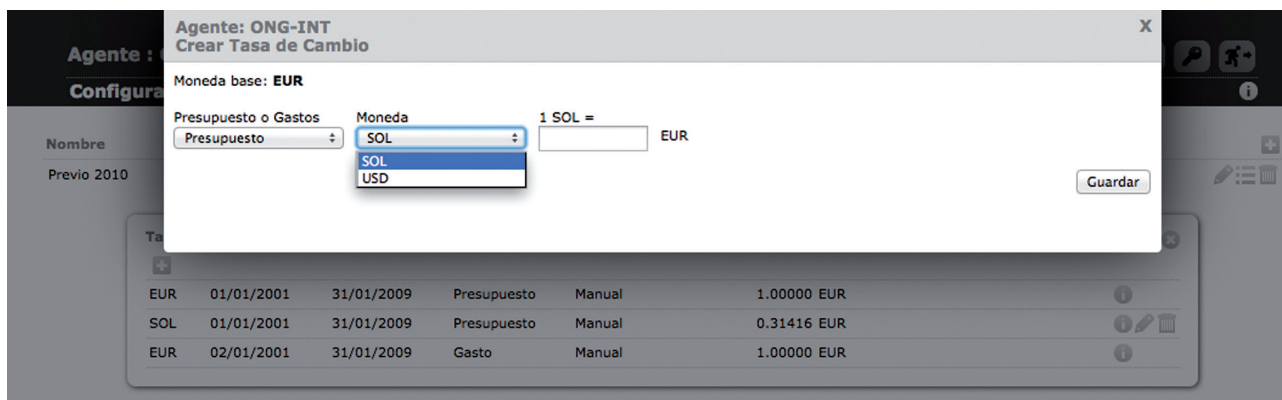 Agente: ONG-INT X
Crear Tasa de Cambio
Agente :
Configura
Moneda base: EUR
Presupuesto o Gastos Moneda 1 SOL =
Presupuesto SOL EUR
SOL
USD
Guardar
Nombre
Previo 2010
Ta
EUR 01/01/2001 31/01/2009 Presupuesto Manual 1.00000 EUR
SOL 01/01/2001 31/01/2009 Presupuesto Manual 0.31416 EUR
EUR 02/01/2001 31/01/2009 Gasto Manual 1.00000 EUR